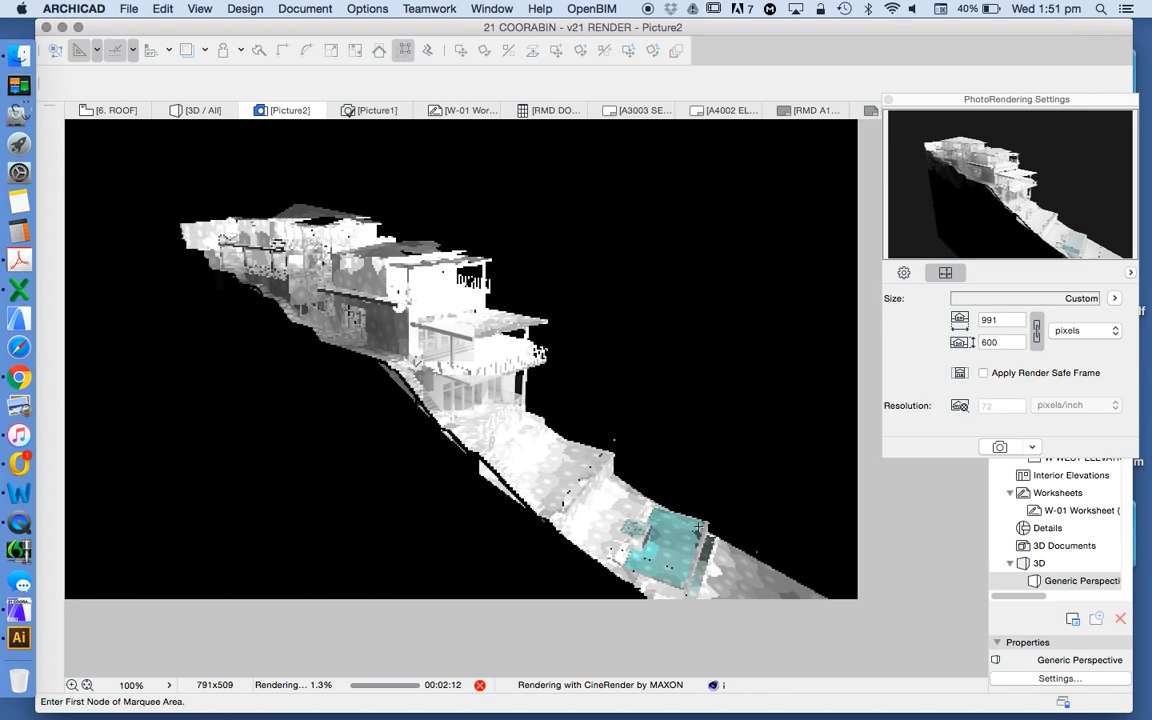 ARCHICAD File Edit View Design Document Options Teamwork Window Help OpenBIM 7 40% Wed 1:51 pm
21 COORABIN - v21 RENDER - Picture2
[6. ROOF] [3D / All] [Picture2] [Picture1] [W-01 Wor... [RMD DO... [A3003 SE... [A4002 EL... [RMD A1...
PhotoRendering Settings
Size: Custom
991
600
pixels
Apply Render Safe Frame
Resolution: 72 pixels/inch
W WEST ELEVA
Interior Elevations
Worksheets
W-01 Worksheet (
Details
3D Documents
3D
Generic Perspecti
Properties
Generic Perspective
Settings...
100% 791x509 Rendering... 1.3% 00:02:12 Rendering with CineRender by MAXON i
Enter First Node of Marquee Area.